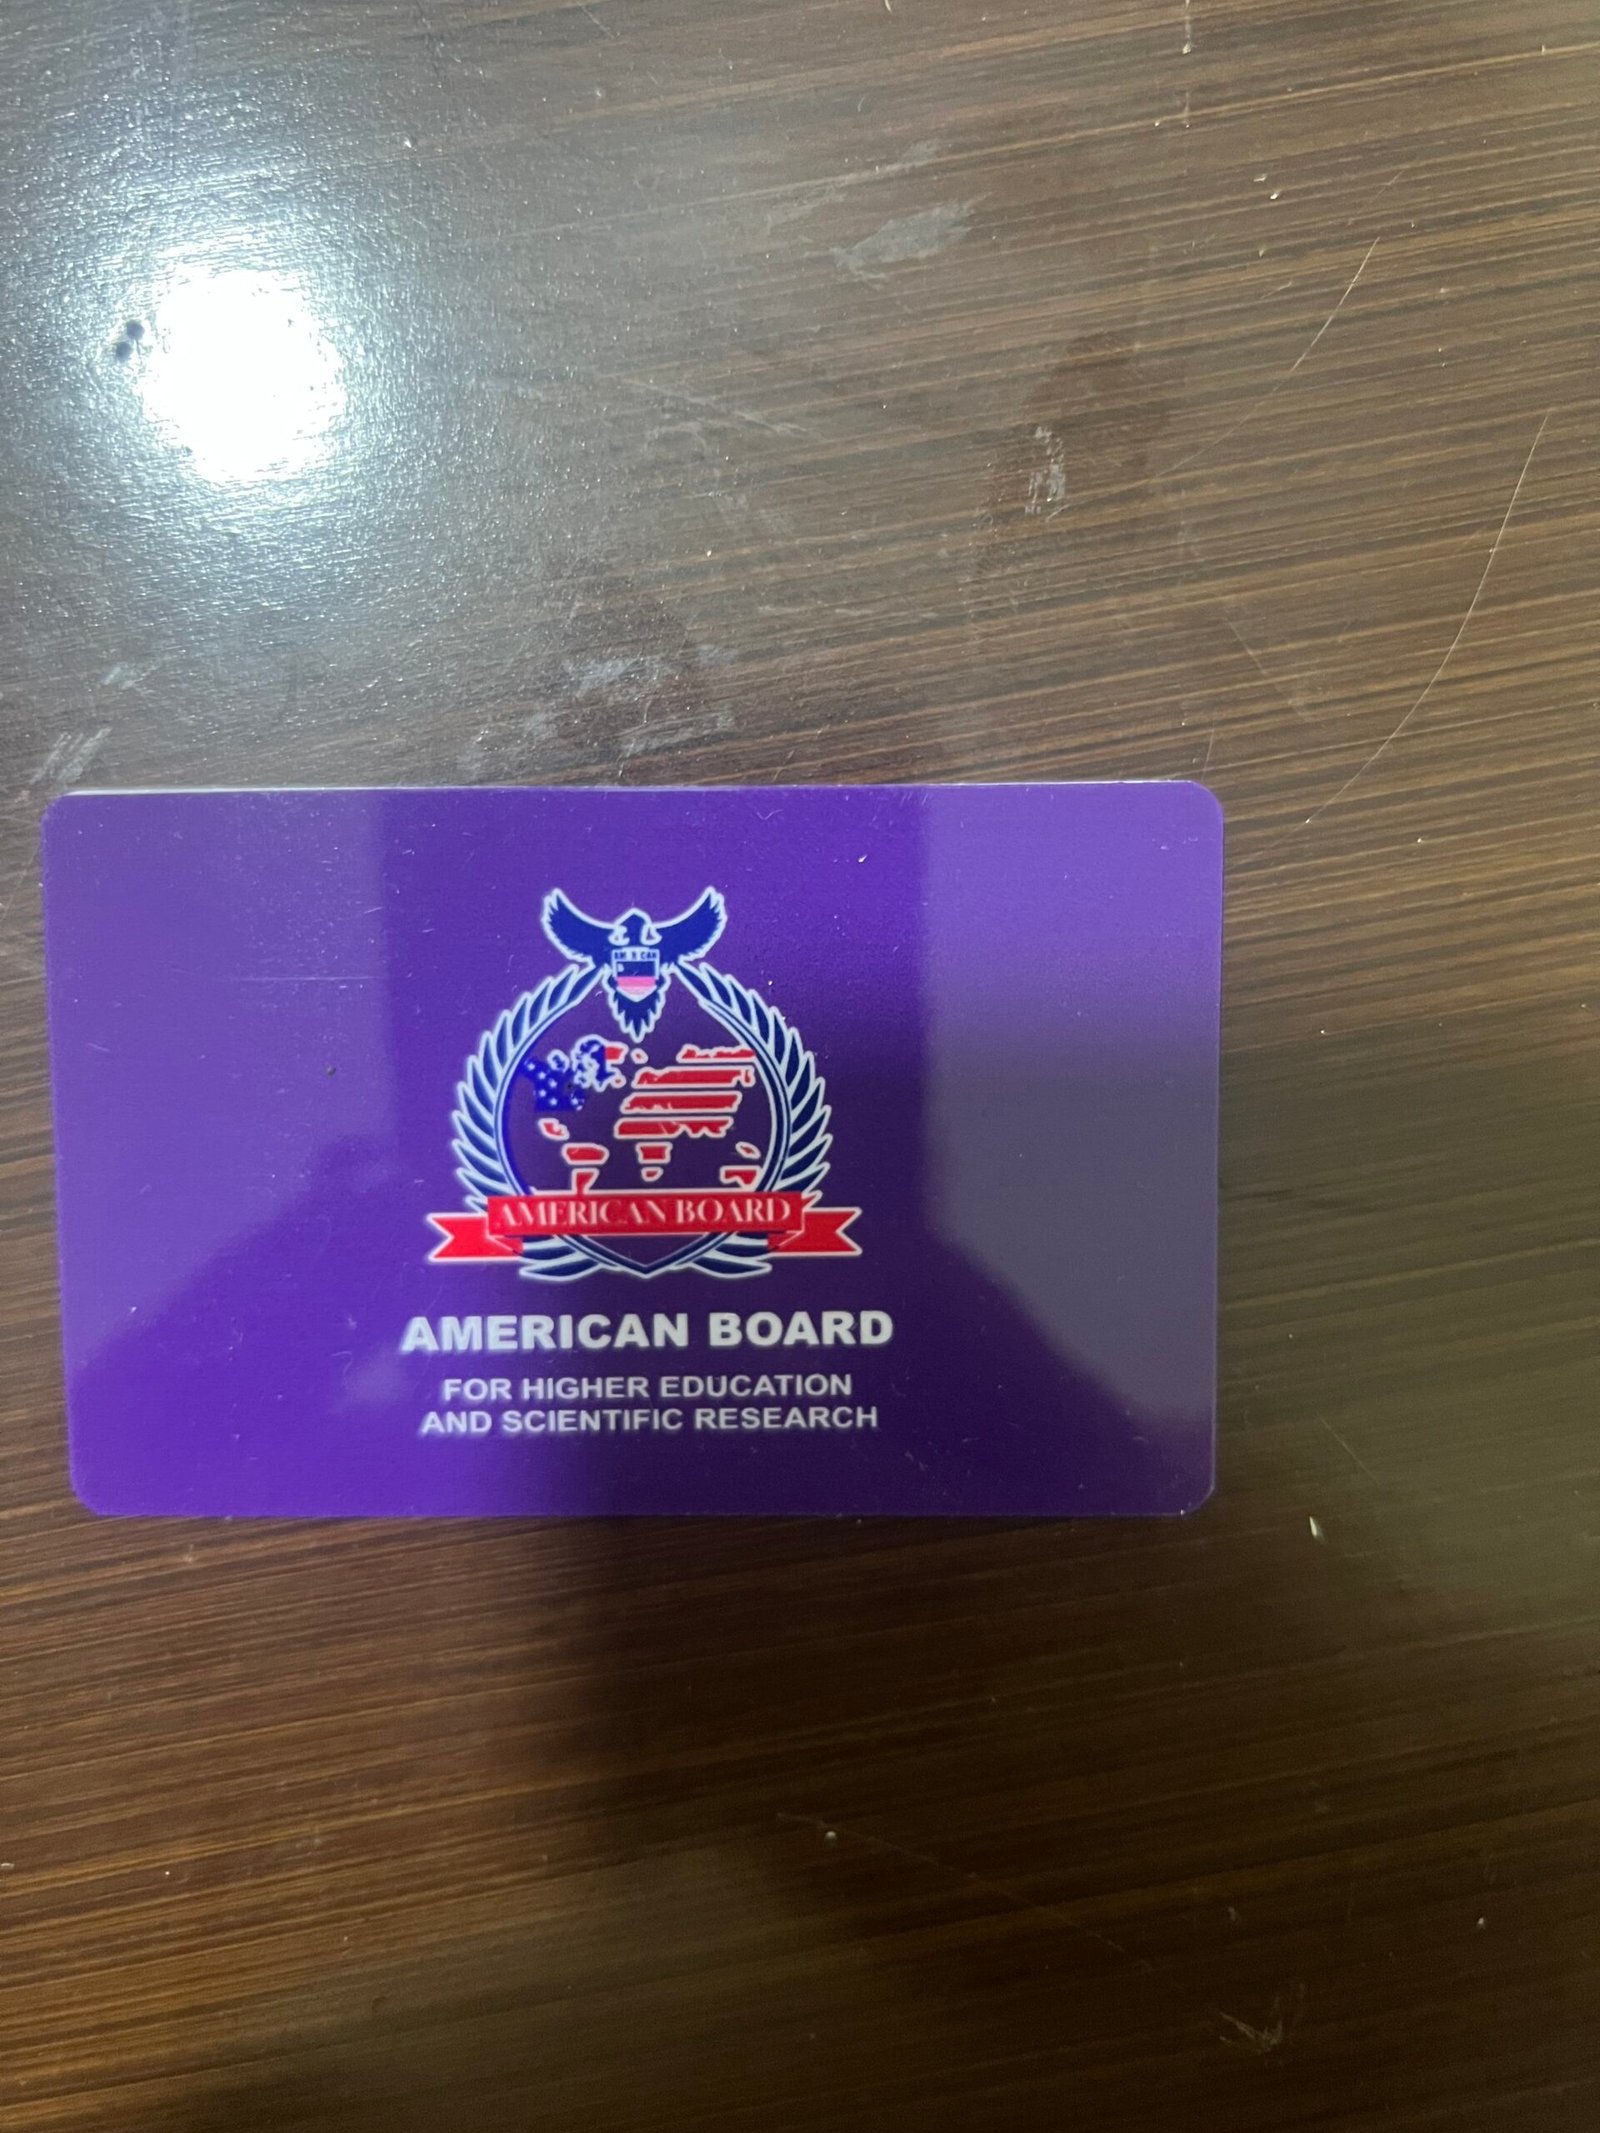 AMERICAN BOARD
AMERICAN BOARD
FOR HIGHER EDUCATION
AND SCIENTIFIC RESEARCH